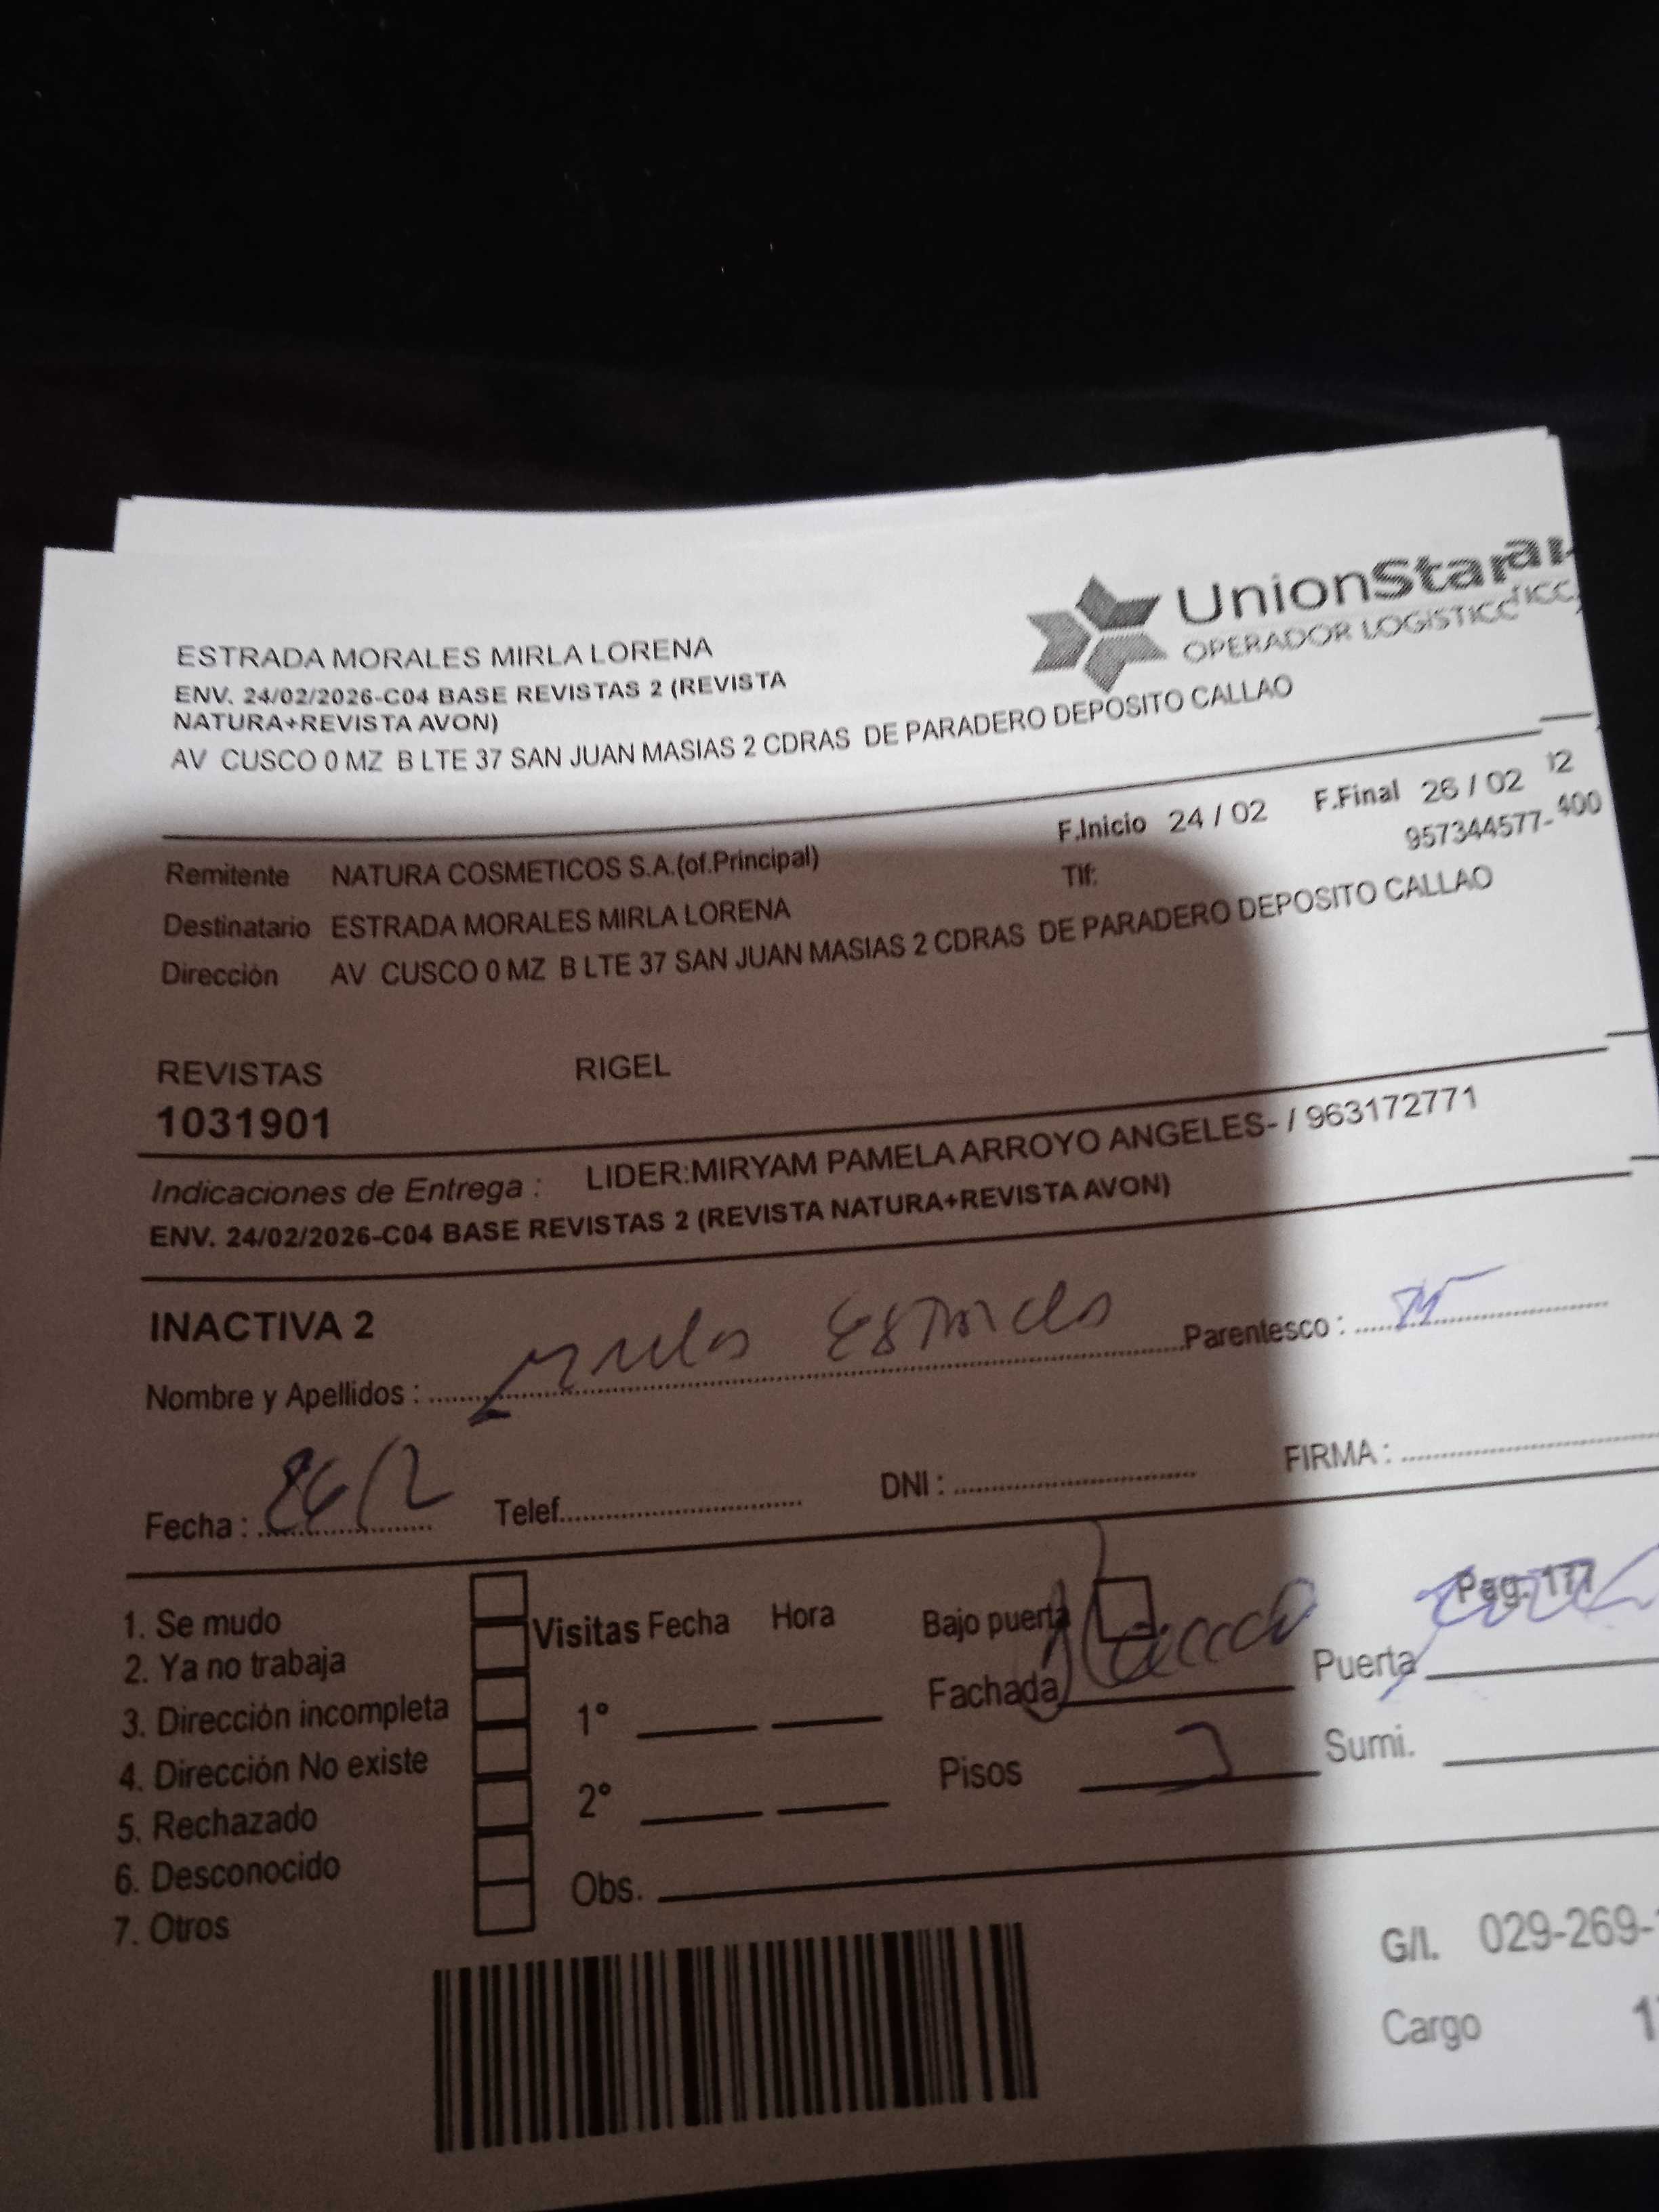 UnionStar
OPERADOR LOGISTICO
ESTRADA MORALES MIRLA LORENA
ENV. 24/02/2026-C04 BASE REVISTAS 2 (REVISTA
NATURA+REVISTA AVON)
AV CUSCO 0 MZ B LTE 37 SAN JUAN MASIAS 2 CDRAS DE PARADERO DEPOSITO CALLAO
F.Inicio 24 / 02 F.Final 26 / 02
Remitente NATURA COSMETICOS S.A.(of.Principal) Tlf: 957344577-
Destinatario ESTRADA MORALES MIRLA LORENA
Dirección AV CUSCO 0 MZ B LTE 37 SAN JUAN MASIAS 2 CDRAS DE PARADERO DEPOSITO CALLAO
REVISTAS RIGEL
1031901
Indicaciones de Entrega : LIDER:MIRYAM PAMELA ARROYO ANGELES- / 963172771
ENV. 24/02/2026-C04 BASE REVISTAS 2 (REVISTA NATURA+REVISTA AVON)
INACTIVA 2
Nombre y Apellidos : Estrada Parentesco :
Fecha : 26/2 Telef. DNI : FIRMA :
Pag. 177
1. Se mudo
2. Ya no trabaja
3. Dirección incompleta
4. Dirección No existe
5. Rechazado
6. Desconocido
7. Otros
Visitas Fecha Hora
1°
2°
Obs.
Bajo puerta
Fachada Puerta
Pisos Sumi.
G/I. 029-269-
Cargo